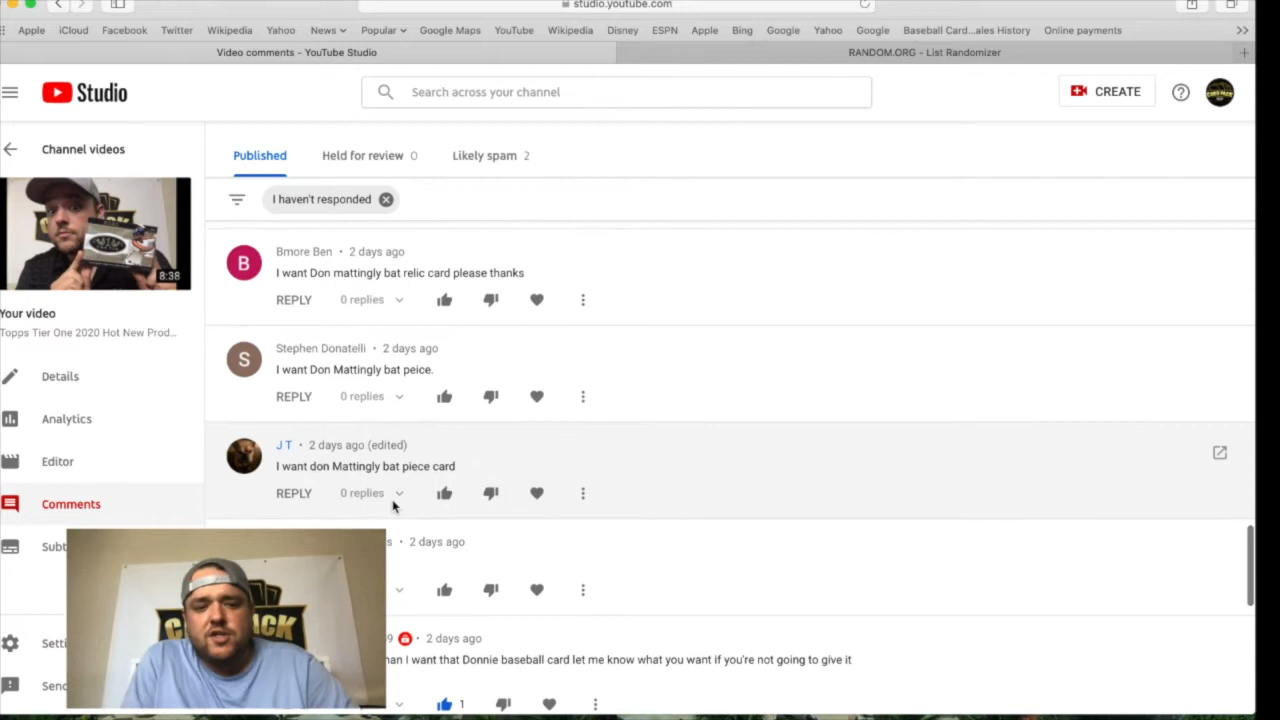 studio.youtube.com
Apple iCloud Facebook Twitter Wikipedia Yahoo News Popular Google Maps YouTube Wikipedia Disney ESPN Apple Bing Google Yahoo Google Baseball Card...ales History Online payments
Video comments - YouTube Studio
RANDOM.ORG - List Randomizer
Studio
Search across your channel
CREATE
Channel videos
8:38
Your video
Topps Tier One 2020 Hot New Prod...
Details
Analytics
Editor
Comments
Subt
Setti
Send
Published Held for review 0 Likely spam 2
I haven't responded
Bmore Ben • 2 days ago
I want Don mattingly bat relic card please thanks
REPLY 0 replies
S
Stephen Donatelli • 2 days ago
I want Don Mattingly bat peice.
REPLY 0 replies
J T • 2 days ago (edited)
I want don Mattingly bat piece card
REPLY 0 replies
s • 2 days ago
9 • 2 days ago
an I want that Donnie baseball card let me know what you want if you're not going to give it
1